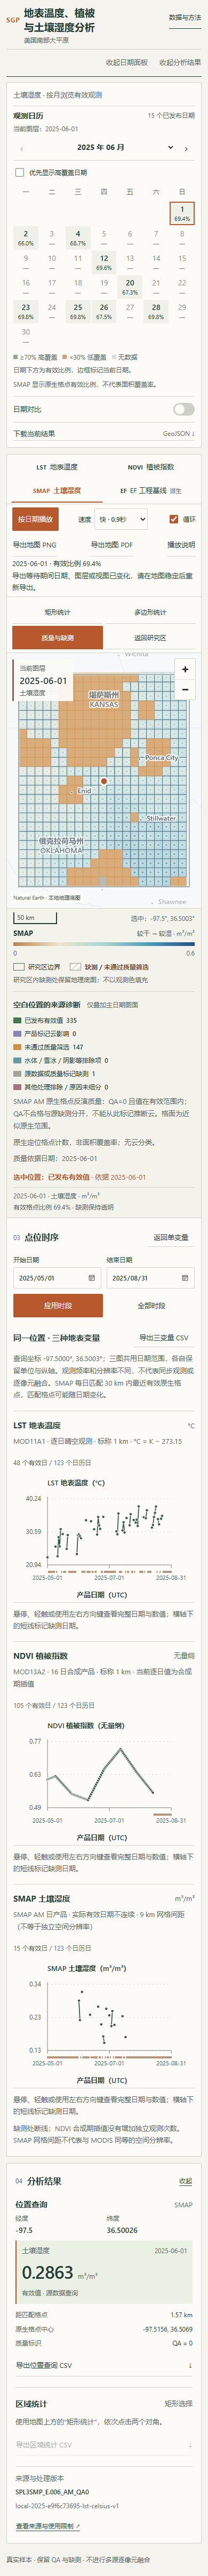 SGP
地表温度、植被
与土壤湿度分析
美国南部大平原
数据与方法
收起日期面板
收起分析结果
土壤湿度 · 按月浏览有效观测
观测日历
15 个已发布日期
当前图层：2025-06-01
‹ 2025 年 06 月 ›
优先显示高覆盖日期
一 二 三 四 五 六 日
1
69.4%
2 3 4 5 6 7 8
66.0% — 68.7% — — — —
9 10 11 12 13 14 15
— — — 69.6% — — —
16 17 18 19 20 21 22
— — — — 67.3% — —
23 24 25 26 27 28 29
69.8% — 69.8% 67.5% — 69.8% —
30
—
≥70% 高覆盖 <30% 低覆盖 无数据
日期下方为有效比例，边框标记当前日期。
SMAP 显示原生格点有效比例，不代表面积覆盖率。
日期对比
下载当前结果
GeoJSON ↓
LST 地表温度
NDVI 植被指数
SMAP 土壤湿度
EF EF 工程基线 派生
按日期播放
速度
快 · 0.9秒
循环
导出地图 PNG
导出地图 PDF
播放说明
2025-06-01 · 有效比例 69.4%
导出等待期间日期、图层或视图已变化，请在地图稳定后重新导出。
矩形统计
多边形统计
质量与缺测
返回研究区
当前图层
2025-06-01
土壤湿度
Wichita
堪萨斯州
KANSAS
Ponca City
Enid
Stillwater
俄克拉荷马州
OKLAHOMA
Shawnee
+
−
Natural Earth · 本地地理底图
50 km
选中：-97.5°, 36.5003°
SMAP
较干 → 较湿 · m³/m³
0
0.6
研究区边界
缺测 / 未通过质量筛选
研究区内缺测处保留地理底图；不以观测色填充
空白位置的来源诊断 仅叠加主日期画面
已发布有效值 335
产品标记云影响 0
未通过质量筛选 147
水体 / 雪冰 / 阴影等排除项 0
源数据或质量标记缺测 1
其他处理排除 / 原因未细分 0
SMAP AM 原生格点反演质量：QA=0 且值在有效范围内；QA不合格与源缺测分开，不能从此标记推断云。格面为近似原生范围。
原生定位格点计数，非面积覆盖率；无云分类。
质量依据日期：2025-06-01
选中位置：已发布有效值 · 依据 2025-06-01
2025-06-01 · 土壤湿度 · m³/m³
有效格点比例 69.4% · 缺测保持透明
03 点位时序
返回单变量
开始日期
结束日期
2025/05/01
2025/08/31
应用时段
全部时段
同一位置 · 三种地表变量
导出三变量 CSV
查询坐标 -97.5000°, 36.5003°；三图共用日期范围，各自保留单位与纵轴。观测频率和分辨率不同，不代表同步观测或逐像元融合。SMAP 每日匹配 30 km 内最近有效原生格点，匹配格点可能随日期变化。
LST 地表温度
°C
MOD11A1 · 逐日晴空观测 · 标称 1 km · °C = K − 273.15
48 个有效日 / 123 个日历日
LST 地表温度（°C）
40.24
30.59
20.94
2025-05-01
2025-07-01
2025-08-31
产品日期（UTC）
悬停、轻触或使用左右方向键查看完整日期与数值；横轴下的短线标记缺测日期。
NDVI 植被指数
无量纲
MOD13A2 · 16 日合成产品 · 标称 1 km · 当前逐日值为合成期插值
105 个有效日 / 123 个日历日
NDVI 植被指数（无量纲）
0.77
0.63
0.49
2025-05-01
2025-07-01
2025-08-31
产品日期（UTC）
悬停、轻触或使用左右方向键查看完整日期与数值；横轴下的短线标记缺测日期。
SMAP 土壤湿度
m³/m³
SMAP AM 日产品 · 实际有效日期不连续 · 9 km 网格间距（不等于独立空间分辨率）
15 个有效日 / 123 个日历日
SMAP 土壤湿度（m³/m³）
0.34
0.23
0.13
2025-05-01
2025-07-01
2025-08-31
产品日期（UTC）
悬停、轻触或使用左右方向键查看完整日期与数值；横轴下的短线标记缺测日期。
缺测处断线：NDVI 合成期插值没有增加独立观测次数。SMAP 网格间距不代表与 MODIS 同等的空间分辨率。
04 分析结果
收起
位置查询
SMAP
经度
纬度
-97.5
36.50026
土壤湿度
2025-06-01
0.2863 m³/m³
有效值 · 源数据查询
距匹配格点
1.57 km
原生格点中心
-97.5156, 36.5069
质量标识
QA = 0
导出位置查询 CSV ↓
区域统计
矩形选择
使用地图上的“矩形统计”，依次点击两个对角。
导出区域统计 CSV ↓
来源与处理版本
SPL3SMP_E.006_AM_QA0
local-2025-e9f6c73695-lst-celsius-v1
查看来源与使用限制 ↗
真实样本 · 保留 QA 与缺测 · 不进行多源逐像元融合